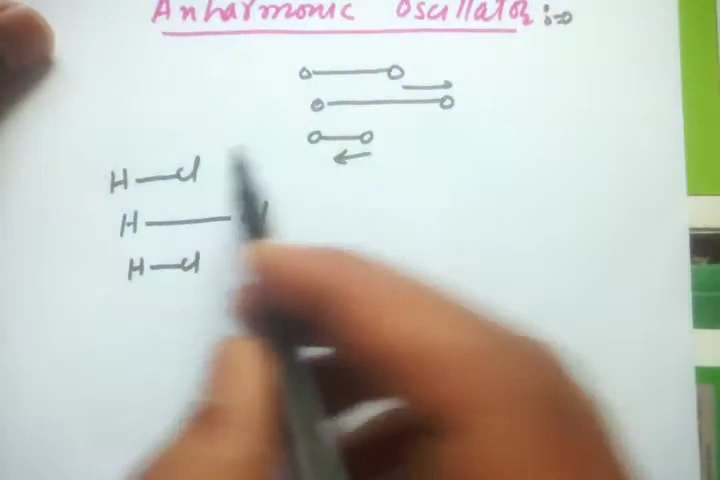 Anharmonic Oscillator :-
H—Cl
H—
H—Cl